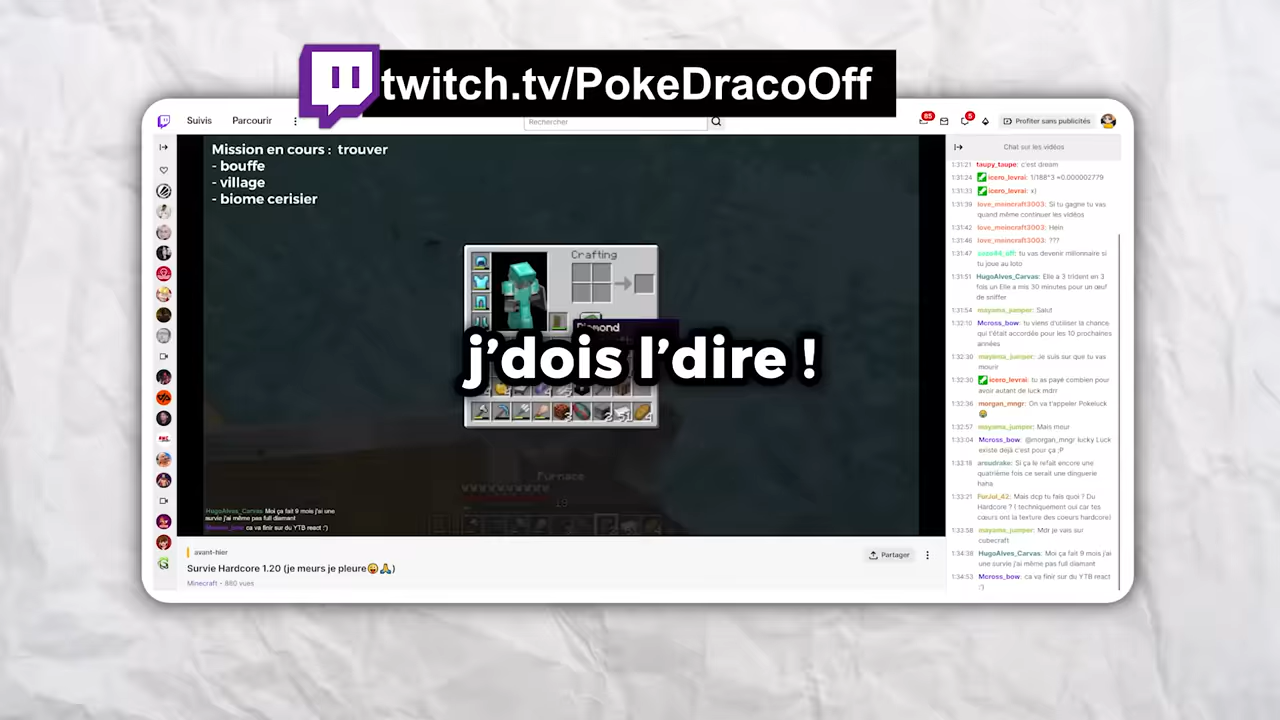 twitch.tv/PokeDracoOff
Suivis
Parcourir
Rechercher
85
5
Profiter sans publicités
Mission en cours : trouver
- bouffe
- village
- biome cerisier
Crafting
Diamond
j’dois l’dire !
Furnace
19
HugoAlves_Carvas Moi ça fait 9 mois j'ai une
survie j'ai même pas full diamant
ca va finir sur du YTB react :')
avant-hier
Survie Hardcore 1.20 (je meurs je pleure😛🙏)
Minecraft • 880 vues
Partager
Chat sur les vidéos
1:31:21 taupy_taupe: c'est dream
1:31:24 icero_levrai: 1/188^3 =0.000002779
1:31:33 icero_levrai: x)
1:31:39 love_meincraft3003: Si tu gagne tu vas
quand même continuer les vidéos
1:31:42 love_meincraft3003: Hein
1:31:46 love_meincraft3003: ???
1:31:47 tu vas devenir millionaire si
tu joue au loto
1:31:51 HugoAlves_Carvas: Elle a 3 trident en 3
fois un Elle a mis 30 minutes pour un œuf
de sniffer
1:31:54 mayama_jumper: Salut
1:32:10 Mcross_bow: tu viens d'utiliser la chance
qui t'était accordée pour les 10 prochaines
années
1:32:30 mayama_jumper: Je suis sur que tu vas
mourir
1:32:30 icero_levrai: tu as payé combien pour
avoir autant de luck mdrr
1:32:36 morgan_mngr: On va t'appeler Pokeluck
😂
1:32:57 mayama_jumper: Mais meur
1:33:04 Mcross_bow: @morgan_mngr lucky Luck
existe déjà c'est pour ça ;P
1:33:18 Si ça le refait encore une
quatrième fois ce serait une dinguerie
haha
1:33:21 FurJul_42: Mais dcp tu fais quoi ? Du
Hardcore ? ( techniquement oui car tes
cœurs ont la texture des coeurs hardcore)
1:33:58 mayama_jumper: Mdr je vais sur
cubecraft
1:34:38 HugoAlves_Carvas: Moi ça fait 9 mois j'ai
une survie j'ai même pas full diamant
1:34:53 Mcross_bow: ca va finir sur du YTB react
:')